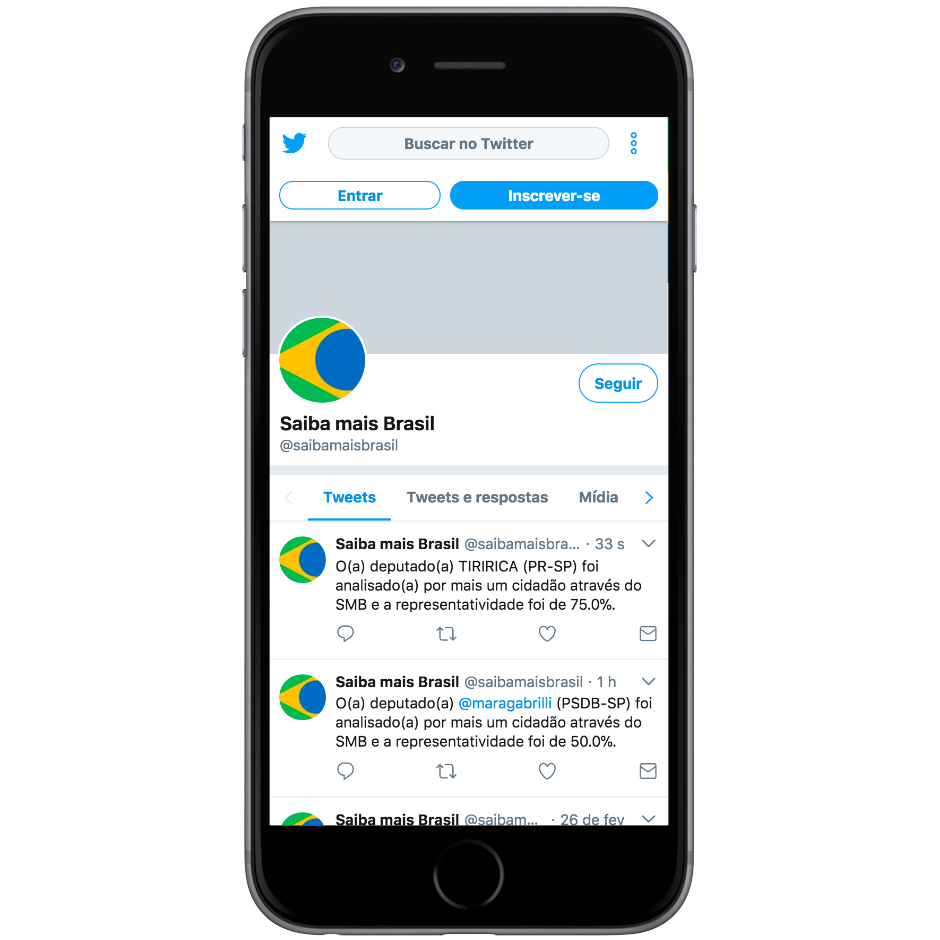 Buscar no Twitter
Entrar
Inscrever-se
Seguir
Saiba mais Brasil
@saibamaisbrasil
Tweets
Tweets e respostas
Mídia
Saiba mais Brasil @saibamaisbra... · 33 s
O(a) deputado(a) TIRIRICA (PR-SP) foi
analisado(a) por mais um cidadão através do
SMB e a representatividade foi de 75.0%.
Saiba mais Brasil @saibamaisbrasil · 1 h
O(a) deputado(a) @maragabrilli (PSDB-SP) foi
analisado(a) por mais um cidadão através do
SMB e a representatividade foi de 50.0%.
Saiba mais Brasil @saibam... · 26 de fev